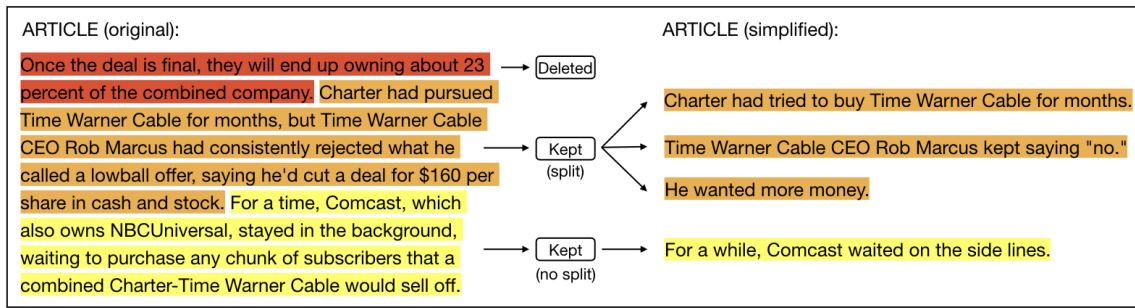 ARTICLE (original):
Once the deal is final, they will end up owning about 23
percent of the combined company. Charter had pursued
Time Warner Cable for months, but Time Warner Cable
CEO Rob Marcus had consistently rejected what he
called a lowball offer, saying he'd cut a deal for $160 per
share in cash and stock. For a time, Comcast, which
also owns NBCUniversal, stayed in the background,
waiting to purchase any chunk of subscribers that a
combined Charter-Time Warner Cable would sell off.
Deleted
Kept
(split)
Kept
(no split)
ARTICLE (simplified):
Charter had tried to buy Time Warner Cable for months.
Time Warner Cable CEO Rob Marcus kept saying "no."
He wanted more money.
For a while, Comcast waited on the side lines.